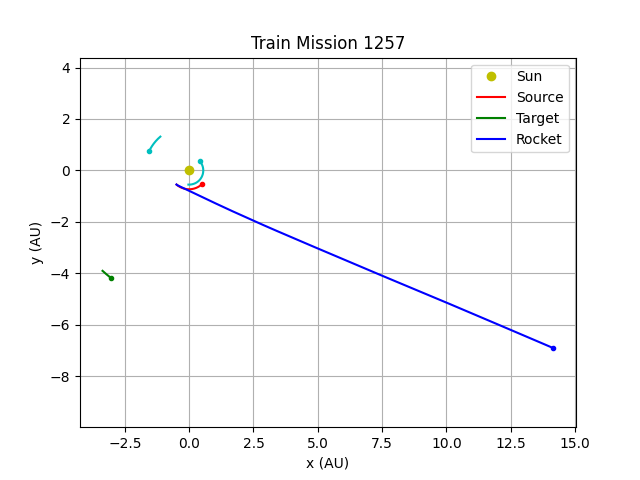 Train Mission 1257
Sun
Source
Target
Rocket
4
2
0
−2
−4
−6
−8
y (AU)
−2.5 0.0 2.5 5.0 7.5 10.0 12.5 15.0
x (AU)